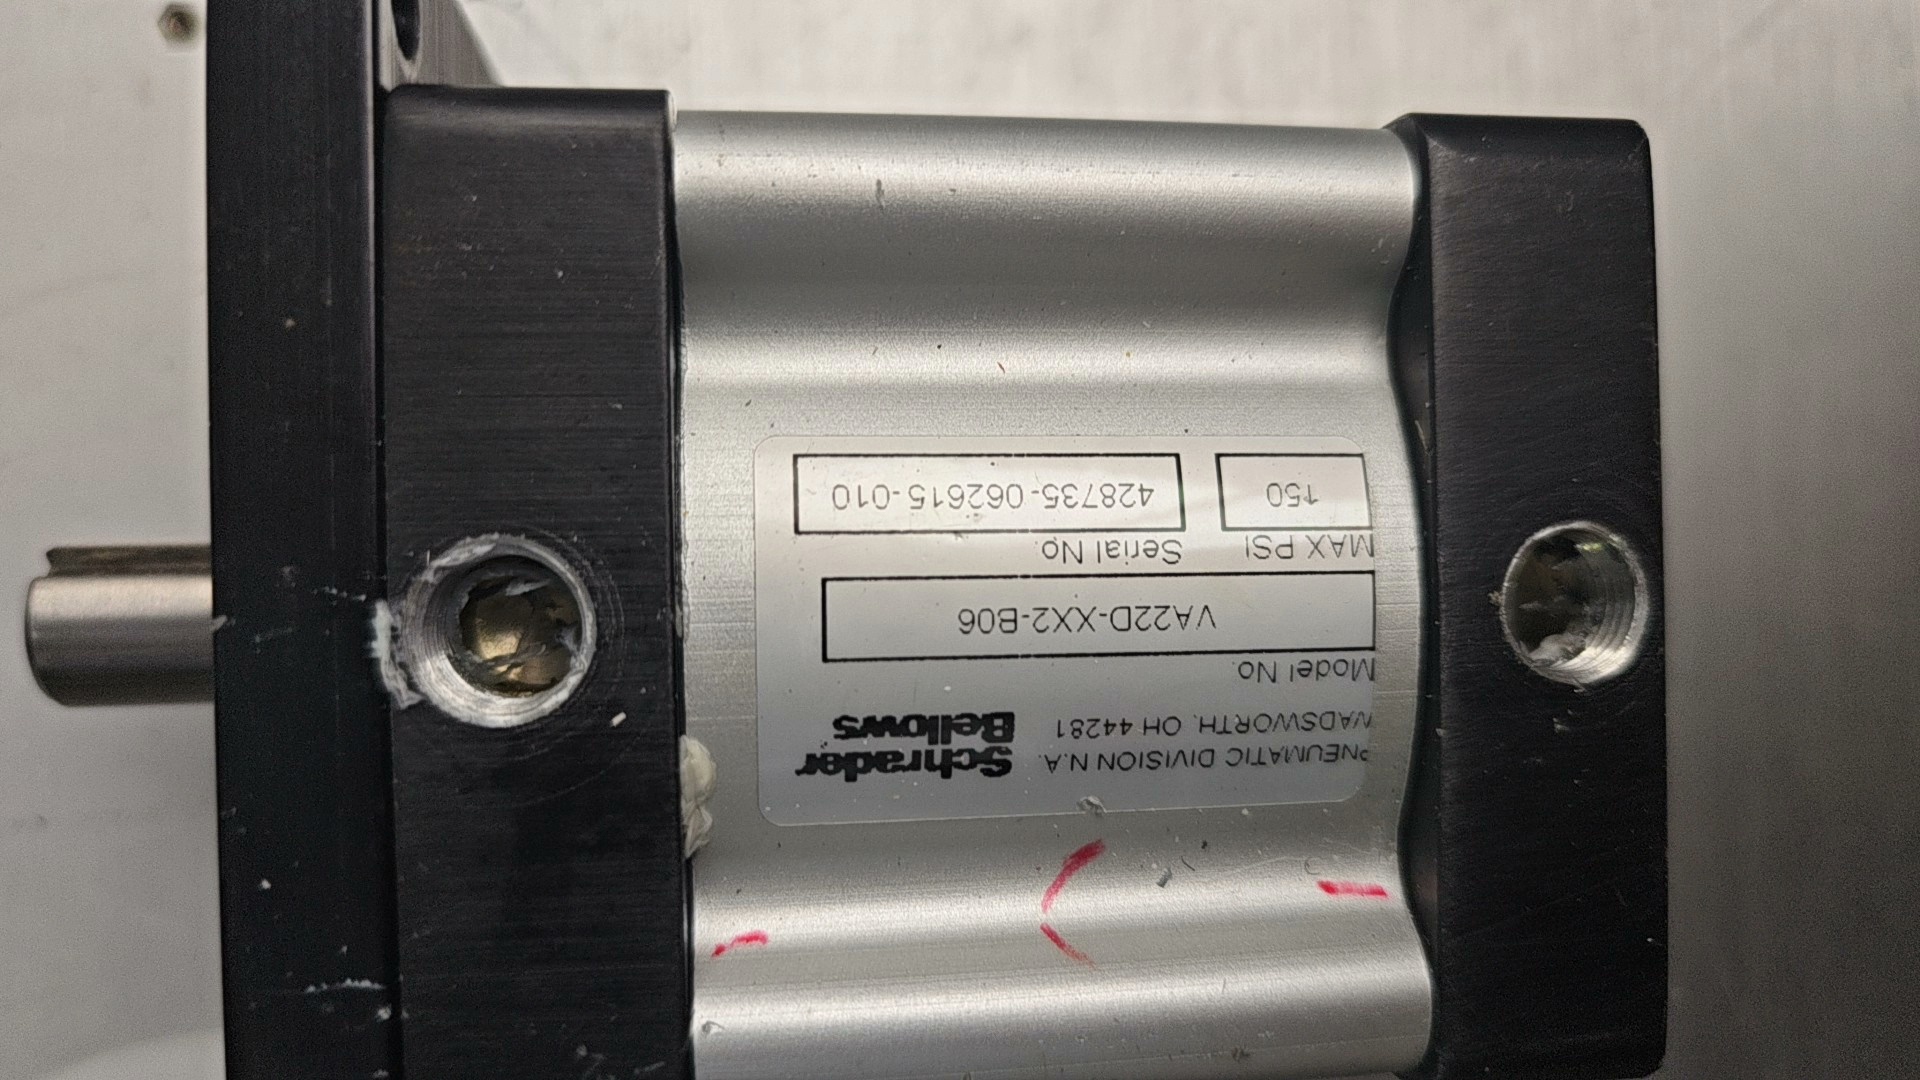 Schrader
Bellows
PNEUMATIC DIVISION N.A.
WADSWORTH, OH 44281
Model No.
VA22D-XX2-B06
MAX PSI
150
Serial No.
428735-062615-010